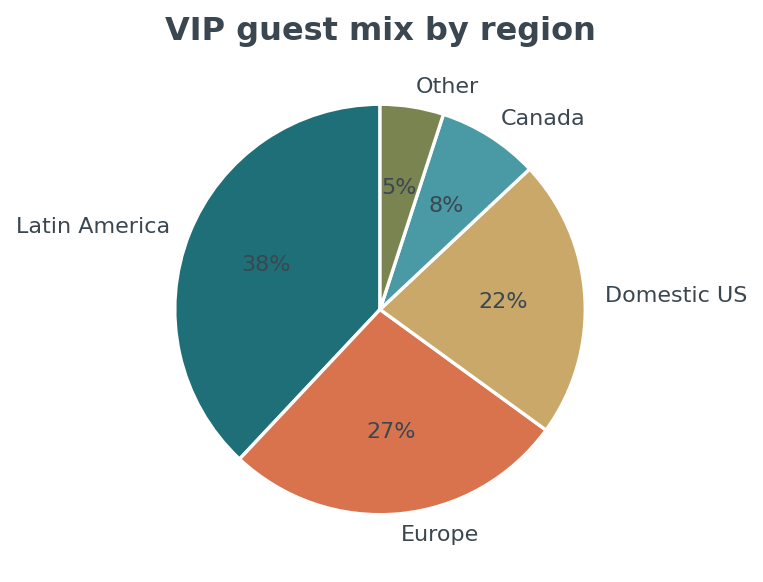 VIP guest mix by region
Other
Canada
5%
8%
Latin America
38%
22%
Domestic US
27%
Europe